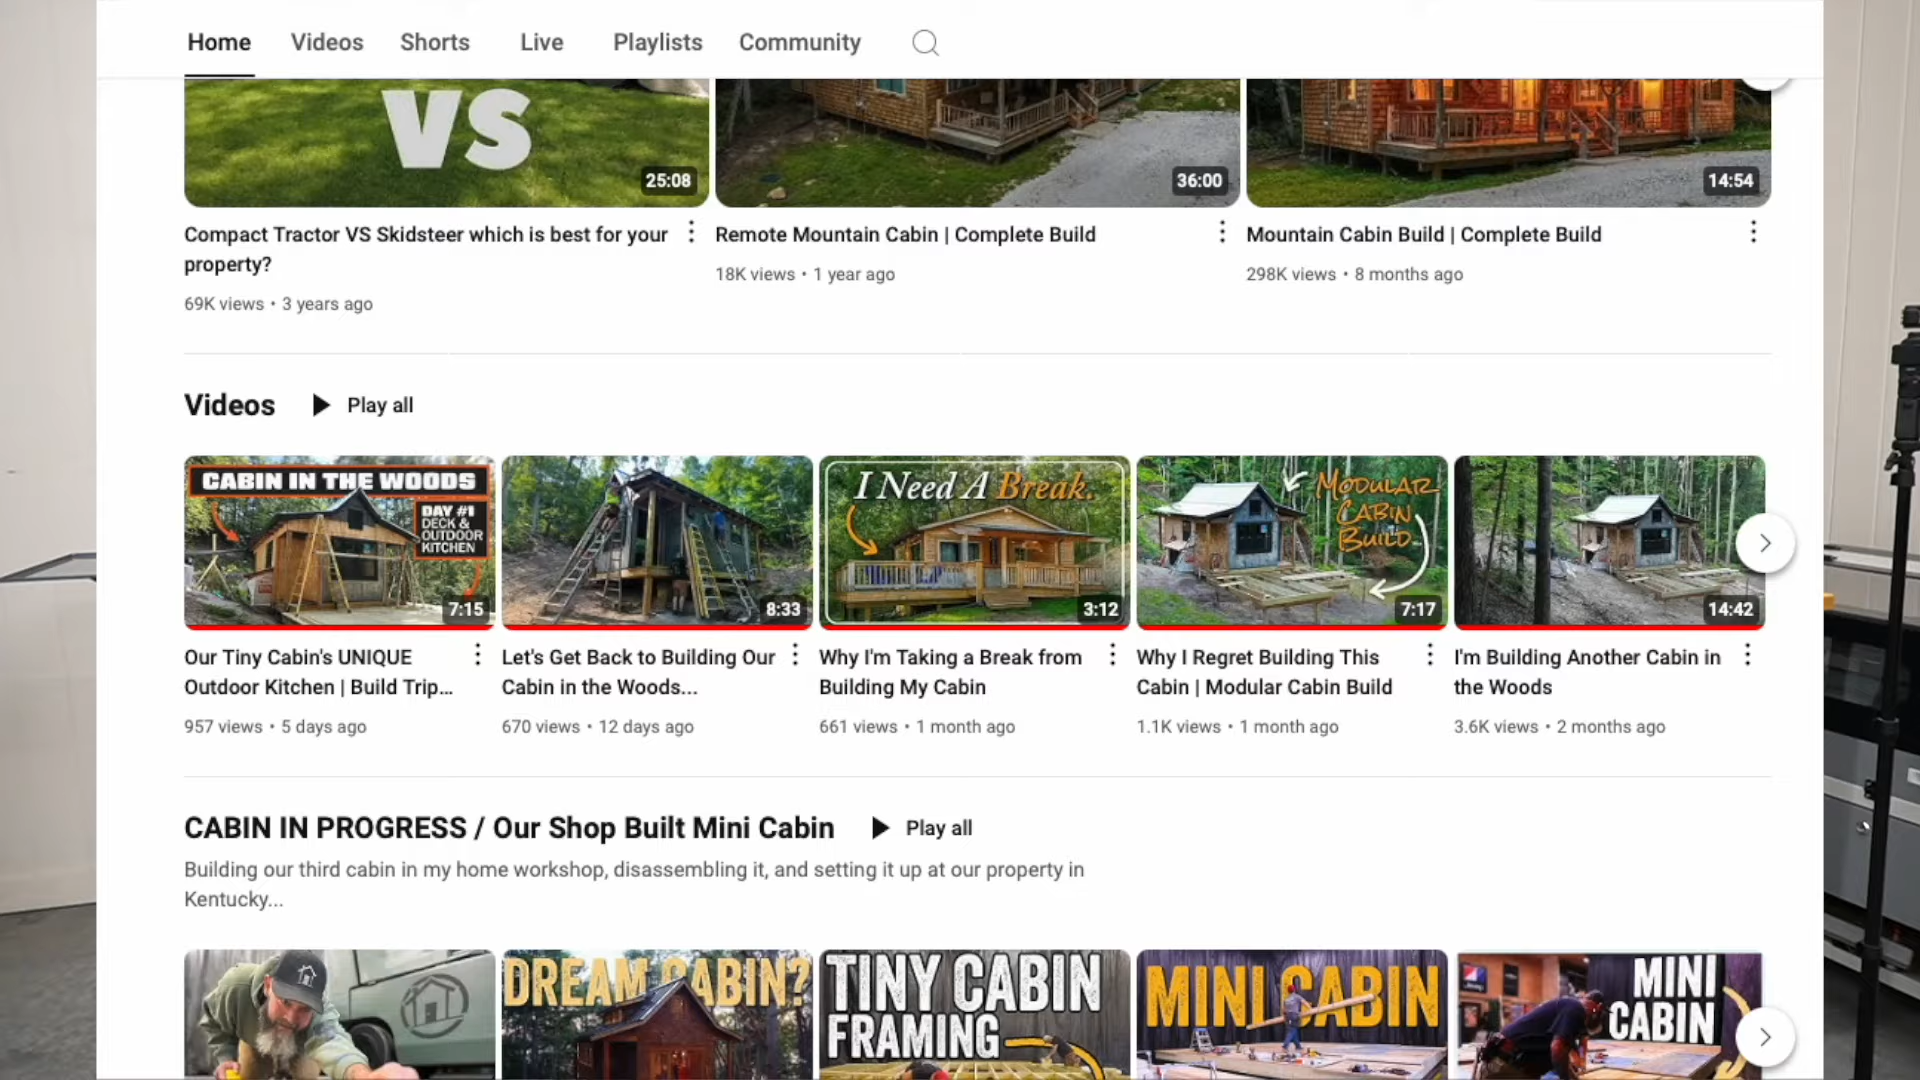 Home Videos Shorts Live Playlists Community
VS
25:08
36:00
14:54
Compact Tractor VS Skidsteer which is best for your
property?
69K views • 3 years ago
Remote Mountain Cabin | Complete Build
18K views • 1 year ago
Mountain Cabin Build | Complete Build
298K views • 8 months ago
Videos Play all
CABIN IN THE WOODS
DAY #1
DECK &
OUTDOOR
KITCHEN
7:15
8:33
I Need A Break.
3:12
MODULAR
CABIN
BUILD
7:17
14:42
Our Tiny Cabin's UNIQUE
Outdoor Kitchen | Build Trip...
957 views • 5 days ago
Let's Get Back to Building Our
Cabin in the Woods...
670 views • 12 days ago
Why I'm Taking a Break from
Building My Cabin
661 views • 1 month ago
Why I Regret Building This
Cabin | Modular Cabin Build
1.1K views • 1 month ago
I'm Building Another Cabin in
the Woods
3.6K views • 2 months ago
CABIN IN PROGRESS / Our Shop Built Mini Cabin Play all
Building our third cabin in my home workshop, disassembling it, and setting it up at our property in
Kentucky...
DREAM CABIN?
TINY CABIN
FRAMING
MINI CABIN
MINI
CABIN